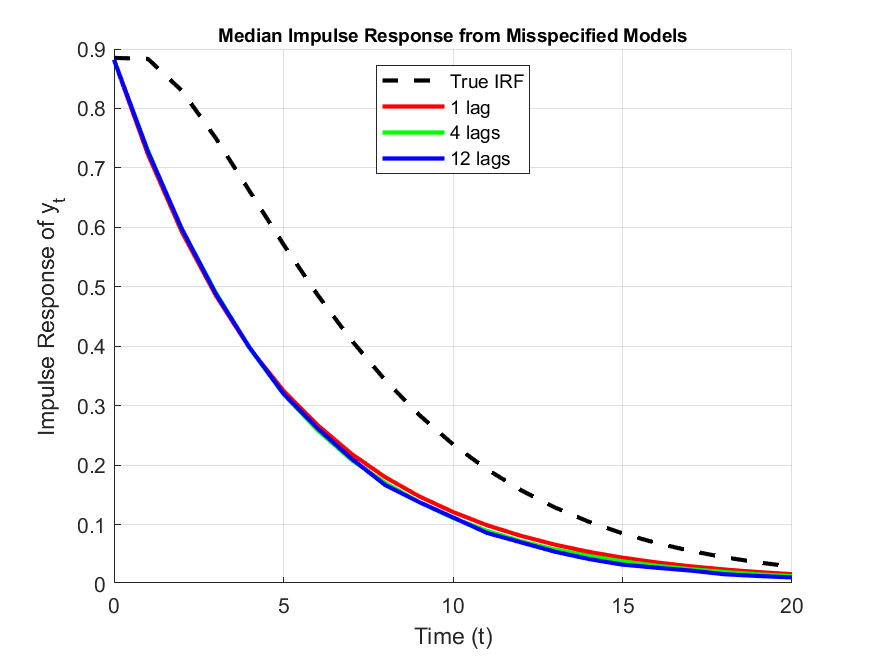 Median Impulse Response from Misspecified Models
True IRF
1 lag
4 lags
12 lags
Impulse Response of y_t
0.9
0.8
0.7
0.6
0.5
0.4
0.3
0.2
0.1
0
0 5 10 15 20
Time (t)